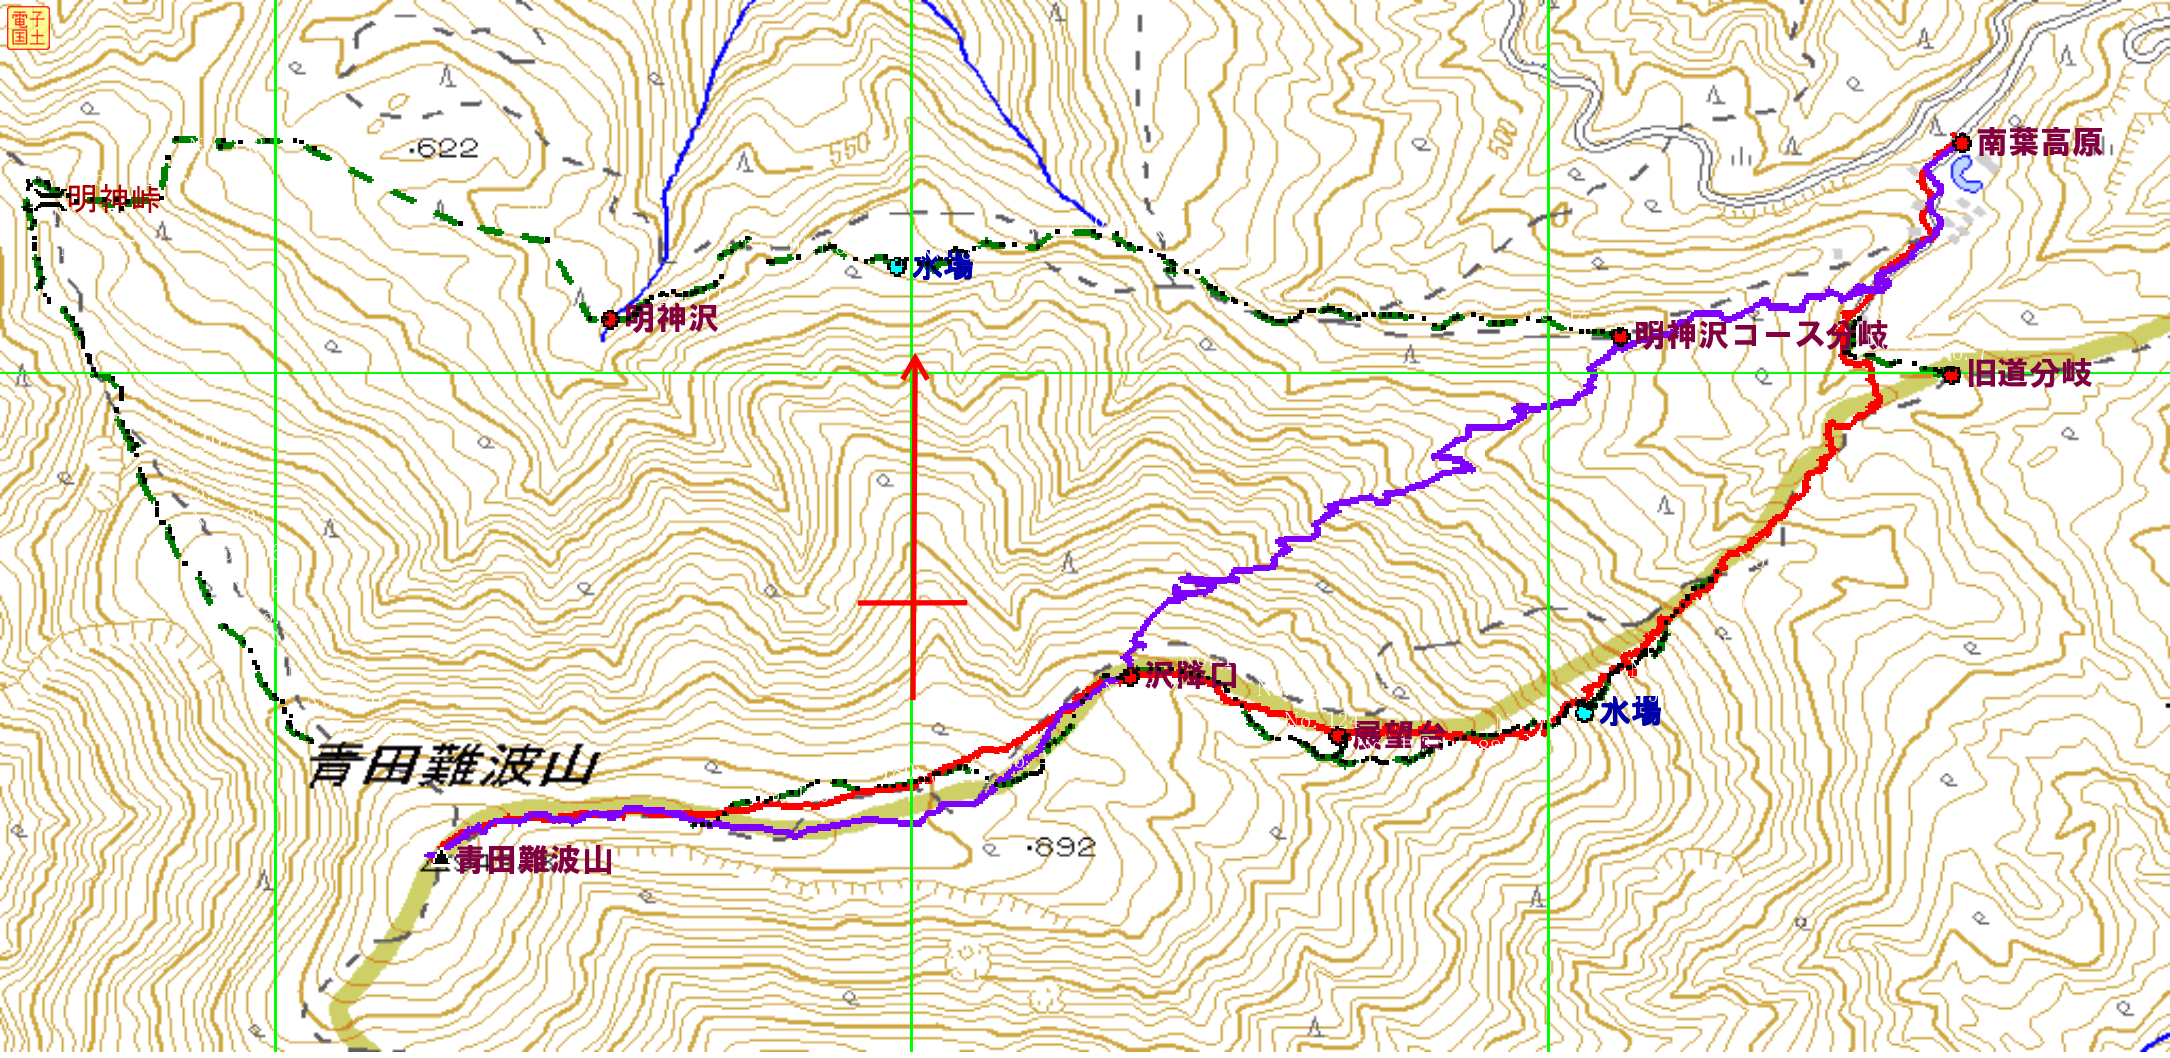 電子
国土
・622
550
500
南葉高原
明神峠
水場
明神沢
明神沢コース分岐
旧道分岐
沢降口
水場
展望台
青田難波山
・892
青田難波山